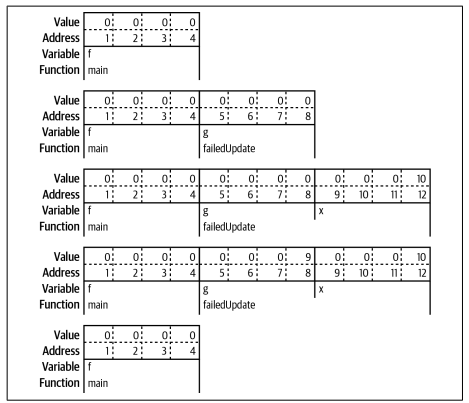 Value 0 0 0 0
Address 1 2 3 4
Variable f
Function main
Value 0 0 0 0 0 0 0 0
Address 1 2 3 4 5 6 7 8
Variable f g
Function main failedUpdate
Value 0 0 0 0 0 0 0 0 0 0 0 10
Address 1 2 3 4 5 6 7 8 9 10 11 12
Variable f g x
Function main failedUpdate
Value 0 0 0 0 0 0 0 9 0 0 0 10
Address 1 2 3 4 5 6 7 8 9 10 11 12
Variable f g x
Function main failedUpdate
Value 0 0 0 0
Address 1 2 3 4
Variable f
Function main